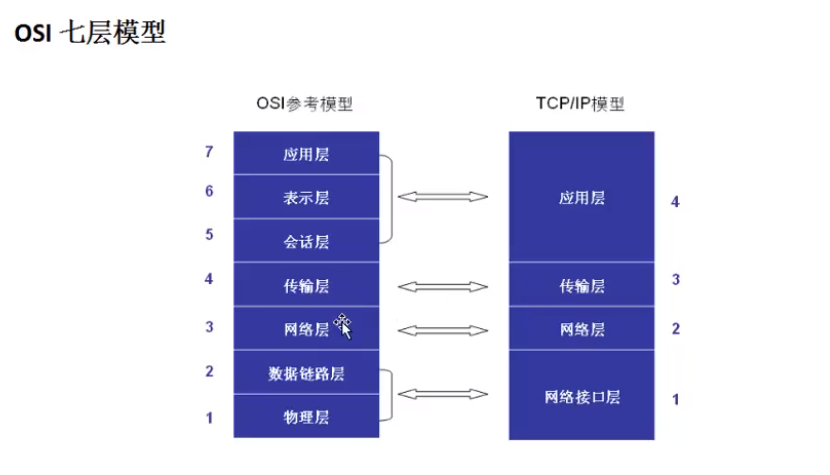 OSI 七层模型
OSI参考模型
TCP/IP模型
7
应用层
6
表示层
5
会话层
4
传输层
3
网络层
2
数据链路层
1
物理层
应用层
4
传输层
3
网络层
2
网络接口层
1